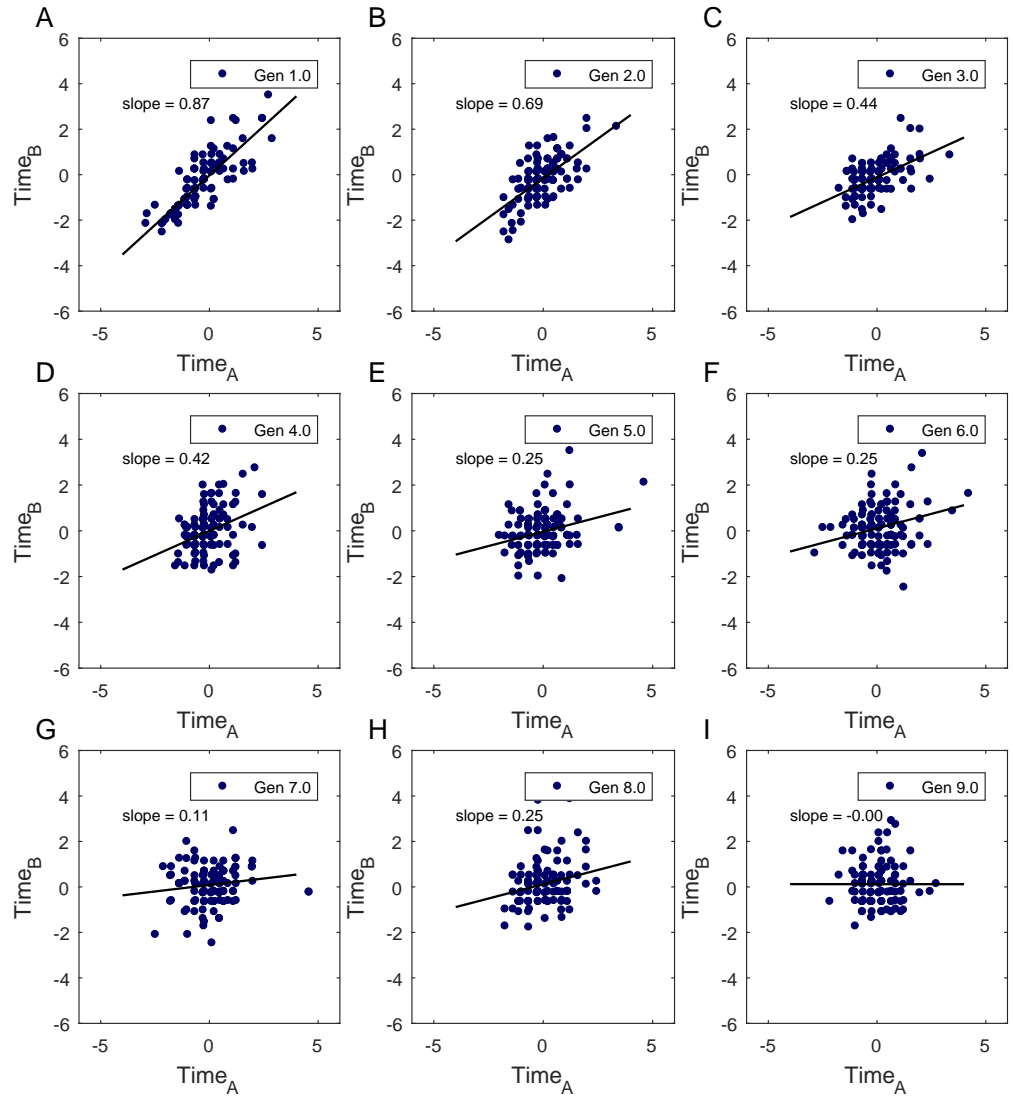 A
6
4
2
0
-2
-4
-6
Time_B
Gen 1.0
slope = 0.87
-5
0
5
Time_A
B
6
4
2
0
-2
-4
-6
Time_B
Gen 2.0
slope = 0.69
-5
0
5
Time_A
C
6
4
2
0
-2
-4
-6
Time_B
Gen 3.0
slope = 0.44
-5
0
5
Time_A
D
6
4
2
0
-2
-4
-6
Time_B
Gen 4.0
slope = 0.42
-5
0
5
Time_A
E
6
4
2
0
-2
-4
-6
Time_B
Gen 5.0
slope = 0.25
-5
0
5
Time_A
F
6
4
2
0
-2
-4
-6
Time_B
Gen 6.0
slope = 0.25
-5
0
5
Time_A
G
6
4
2
0
-2
-4
-6
Time_B
Gen 7.0
slope = 0.11
-5
0
5
Time_A
H
6
4
2
0
-2
-4
-6
Time_B
Gen 8.0
slope = 0.25
-5
0
5
Time_A
I
6
4
2
0
-2
-4
-6
Time_B
Gen 9.0
slope = -0.00
-5
0
5
Time_A